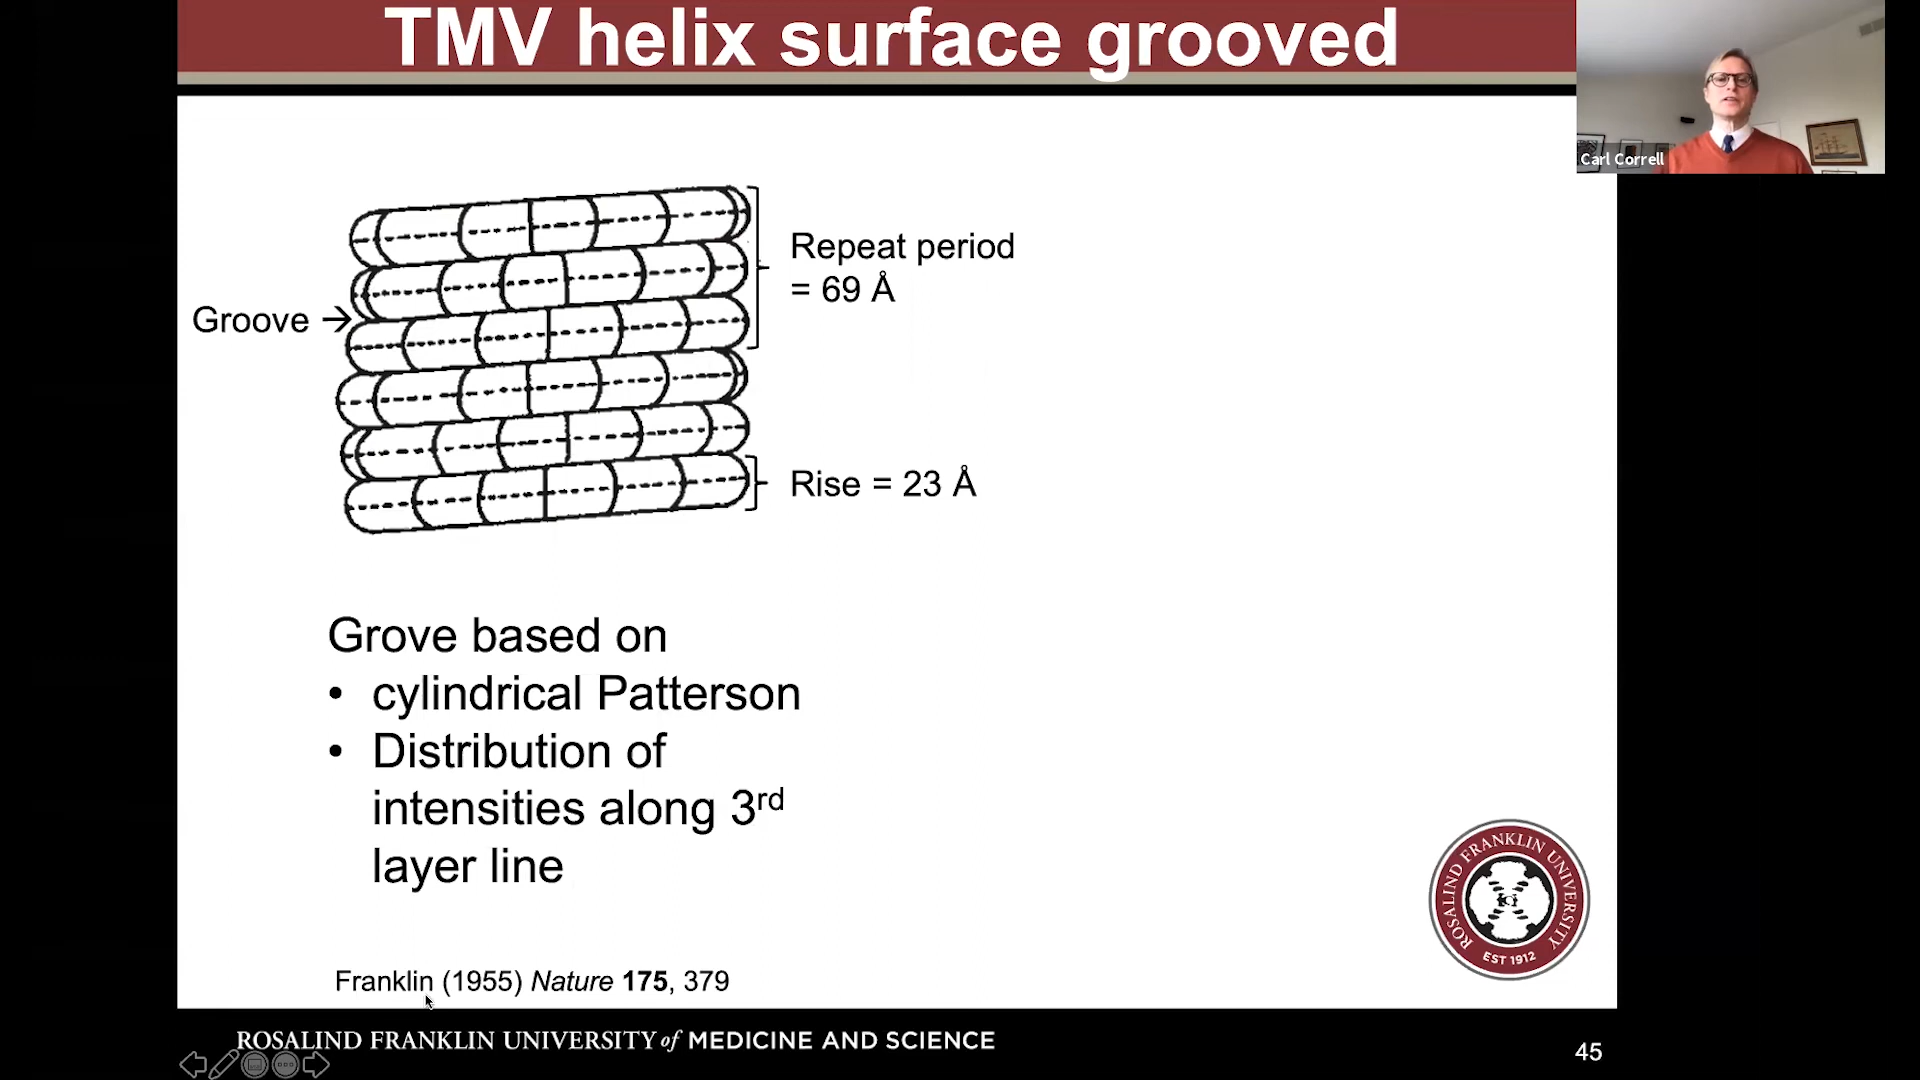 TMV helix surface grooved
Carl Correll
Repeat period
= 69 Å
Groove →
Rise = 23 Å
Grove based on
• cylindrical Patterson
• Distribution of
intensities along 3rd
layer line
Franklin (1955) Nature 175, 379
ROSALIND FRANKLIN UNIVERSITY
EST 1912
ROSALIND FRANKLIN UNIVERSITY of MEDICINE AND SCIENCE
45